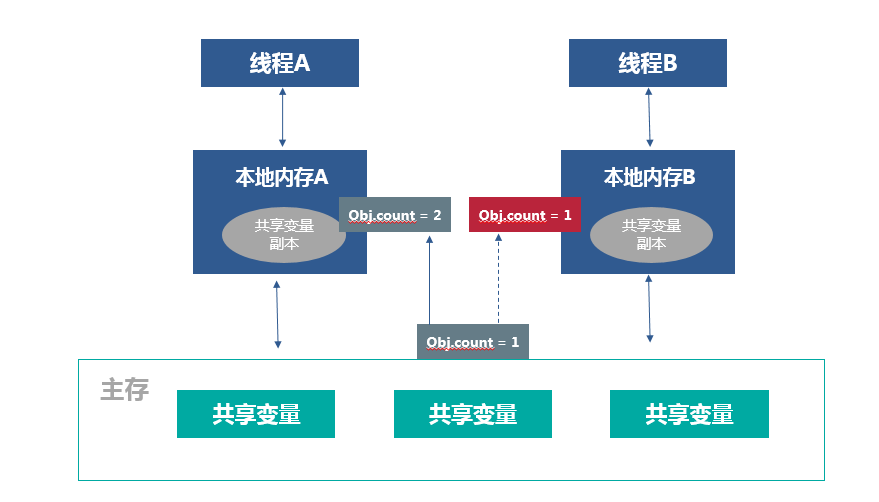 线程A
线程B
本地内存A
本地内存B
Obj.count = 2
Obj.count = 1
共享变量
副本
共享变量
副本
Obj.count = 1
主存
共享变量
共享变量
共享变量